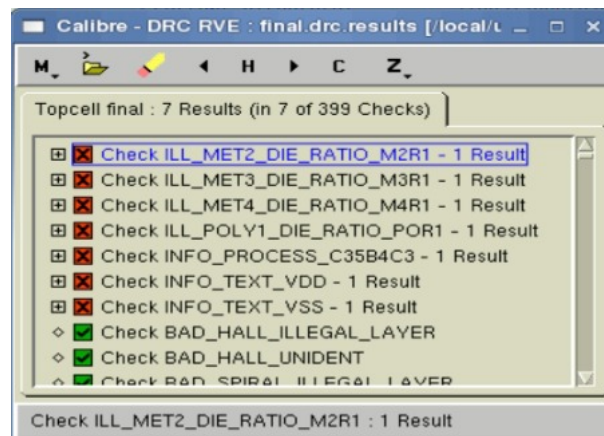 Calibre - DRC RVE : final.drc.results [/local/u
M H C Z
Topcell final : 7 Results (in 7 of 399 Checks)
Check ILL_MET2_DIE_RATIO_M2R1 - 1 Result
Check ILL_MET3_DIE_RATIO_M3R1 - 1 Result
Check ILL_MET4_DIE_RATIO_M4R1 - 1 Result
Check ILL_POLY1_DIE_RATIO_POR1 - 1 Result
Check INFO_PROCESS_C35B4C3 - 1 Result
Check INFO_TEXT_VDD - 1 Result
Check INFO_TEXT_VSS - 1 Result
Check BAD_HALL_ILLEGAL_LAYER
Check BAD_HALL_UNIDENT
Check BAD_SPIRAL_ILLEGAL_LAYER
Check ILL_MET2_DIE_RATIO_M2R1 : 1 Result